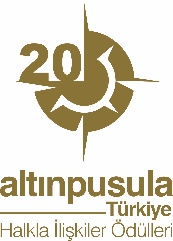 20
altınpusula
Türkiye
Halkla İlişkiler Ödülleri